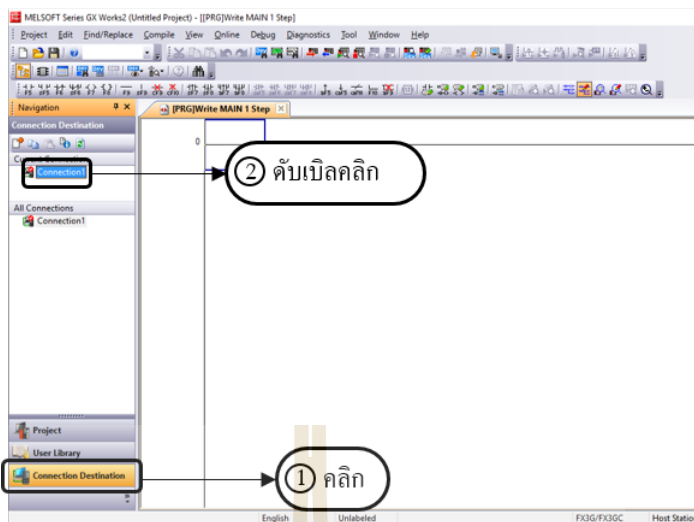 MELSOFT Series GX Works2 (Untitled Project) - [[PRG]Write MAIN 1 Step]
Project Edit Find/Replace Compile View Online Debug Diagnostics Tool Window Help
Navigation
[PRG]Write MAIN 1 Step
Connection Destination
0
Current Connection
Connection1
② ดับเบิลคลิก
All Connections
Connection1
Project
User Library
Connection Destination
① คลิก
English Unlabeled FX3G/FX3GC Host Statio